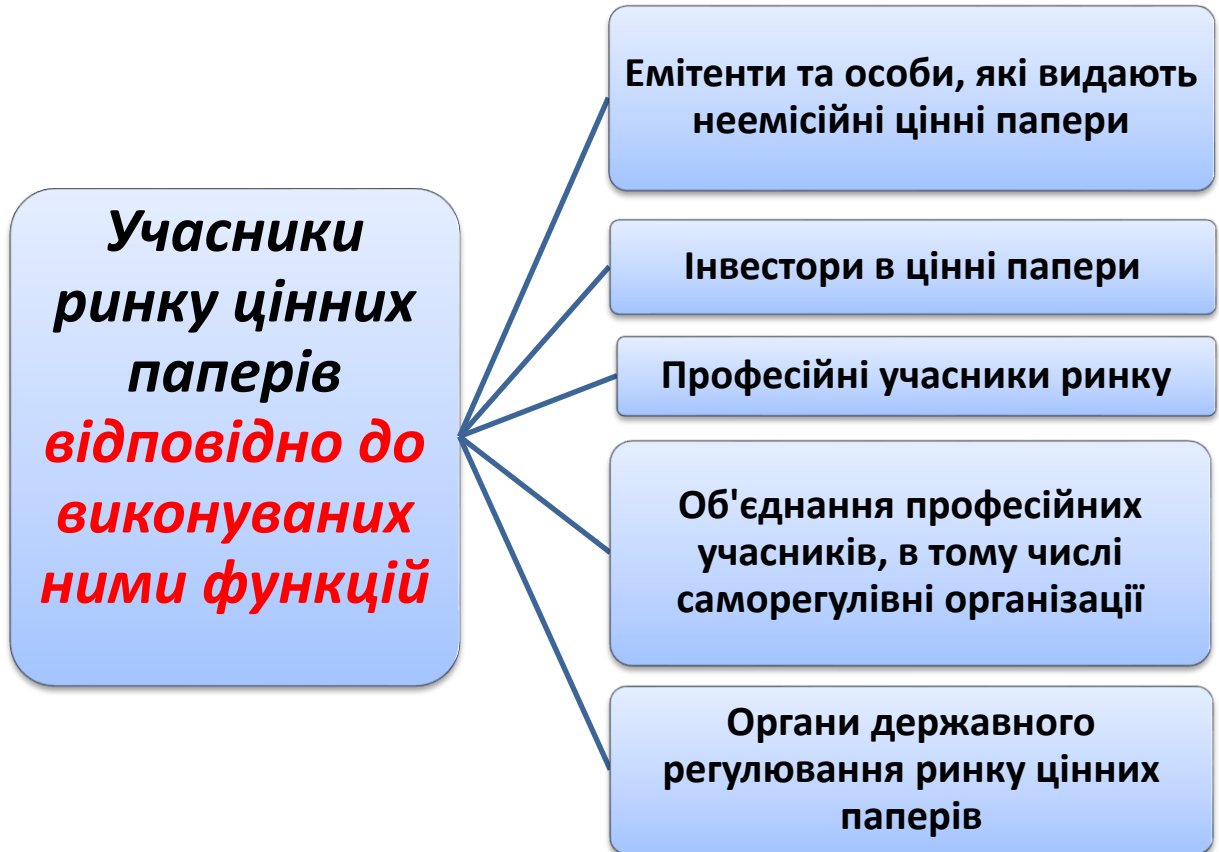 Учасники
ринку цінних
паперів
відповідно до
виконуваних
ними функцій
Емітенти та особи, які видають
неемісійні цінні папери
Інвестори в цінні папери
Професійні учасники ринку
Об'єднання професійних
учасників, в тому числі
саморегулівні організації
Органи державного
регулювання ринку цінних
паперів